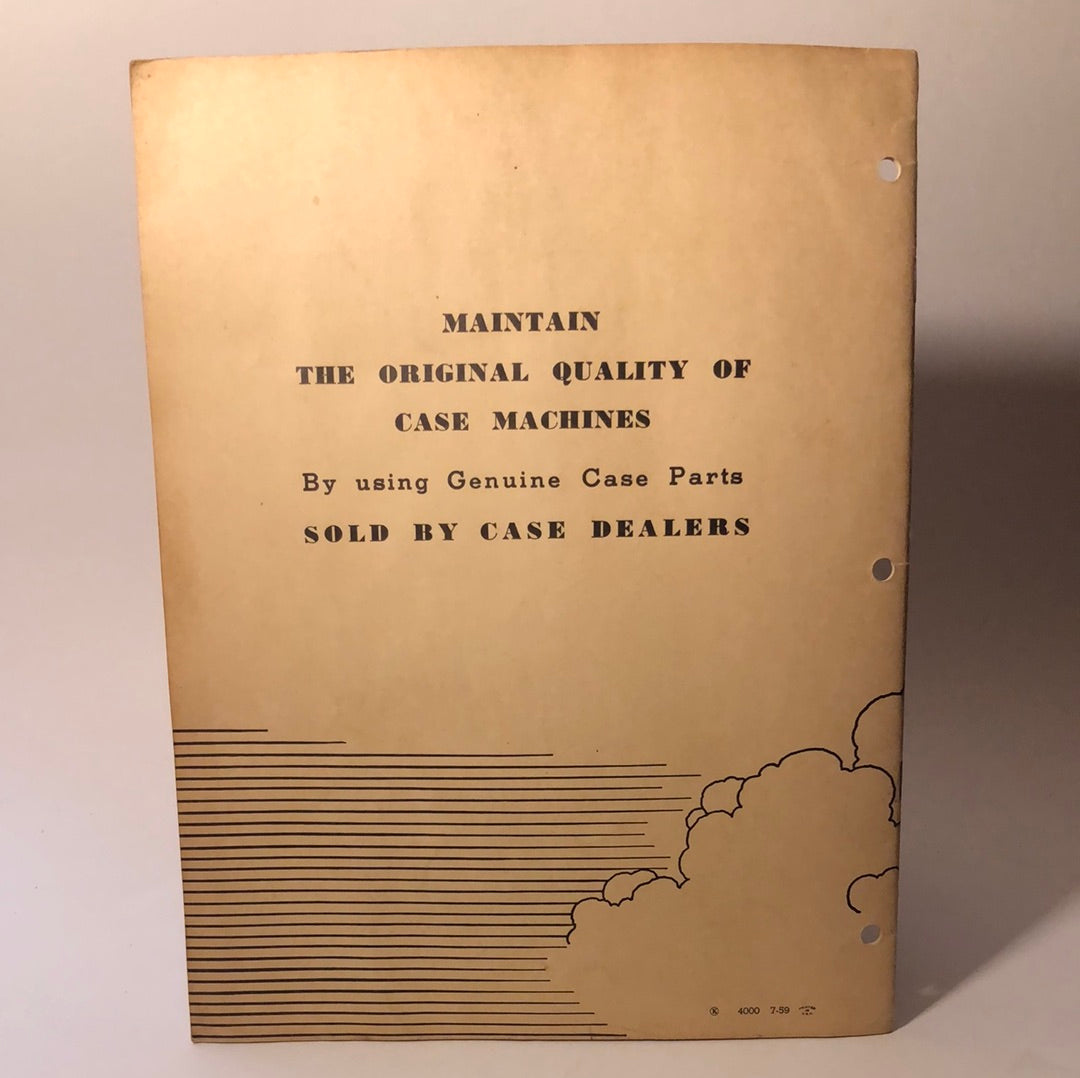 MAINTAIN
THE ORIGINAL QUALITY OF
CASE MACHINES
By using Genuine Case Parts
SOLD BY CASE DEALERS
Ⓚ 4000 7-59